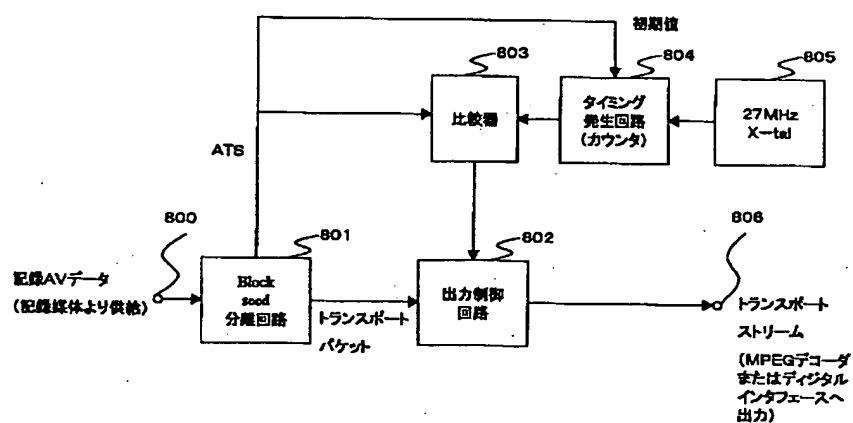 初期値
803
804
805
比較器
タイミング
発生回路
(カウンタ)
27MHz
X-tal
ATS
800
801
802
806
記録AVデータ
(記録媒体より供給)
Block
seed
分離回路
トランスポート
パケット
出力制御
回路
トランスポート
ストリーム
(MPEGデコーダ
またはディジタル
インタフェースへ
出力)